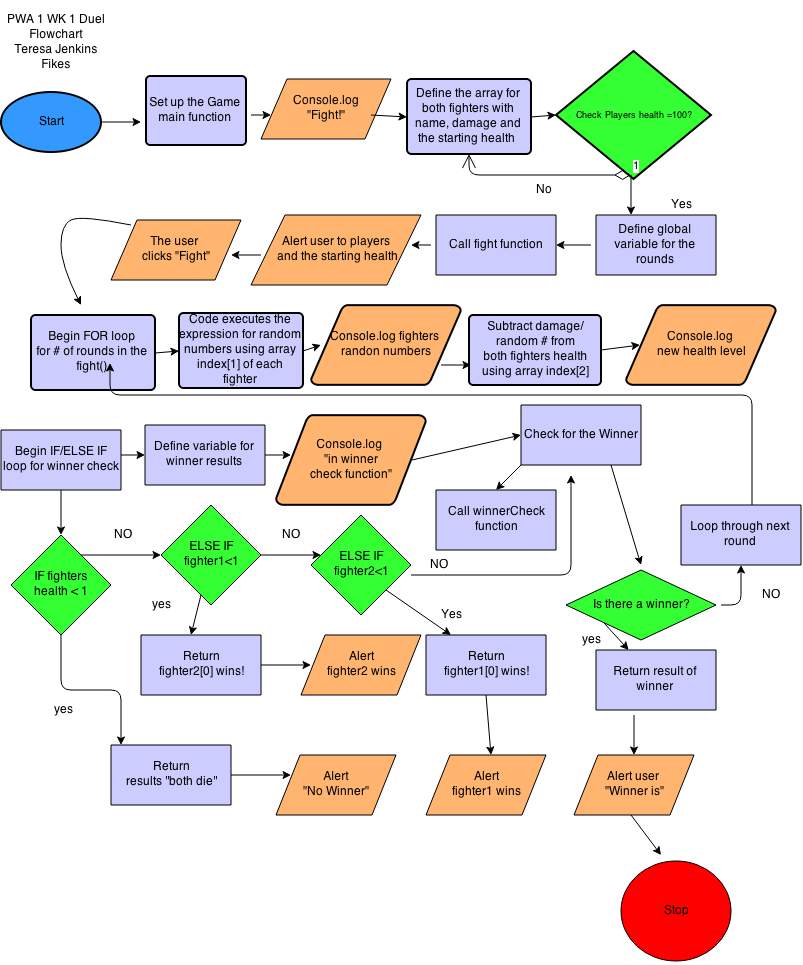 PWA 1 WK 1 Duel
Flowchart
Teresa Jenkins
Fikes
Start
Set up the Game
main function
Console.log
"Fight!"
Define the array for
both fighters with
name, damage and
the starting health
Check Players health =100?
1
No
Yes
The user
clicks "Fight"
Alert user to players
and the starting health
Call fight function
Define global
variable for the
rounds
Begin FOR loop
for # of rounds in the
fight()
Code executes the
expression for random
numbers using array
index[1] of each
fighter
Console.log fighters
randon numbers
Subtract damage/
random # from
both fighters health
using array index[2]
Console.log
new health level
Begin IF/ELSE IF
loop for winner check
Define variable for
winner results
Console.log
"in winner
check function"
Check for the Winner
Call winnerCheck
function
Loop through next
round
NO
NO
NO
NO
IF fighters
health < 1
ELSE IF
fighter1<1
ELSE IF
fighter2<1
Is there a winner?
yes
Yes
yes
Return
fighter2[0] wins!
Alert
fighter2 wins
Return
fighter1[0] wins!
Return result of
winner
yes
Return
results "both die"
Alert
"No Winner"
Alert
fighter1 wins
Alert user
"Winner is"
Stop